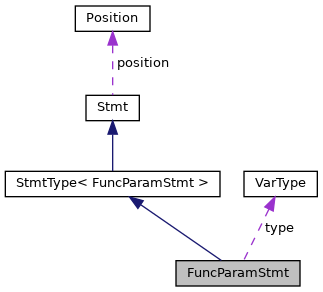 Position
position
Stmt
StmtType< FuncParamStmt >
VarType
type
FuncParamStmt